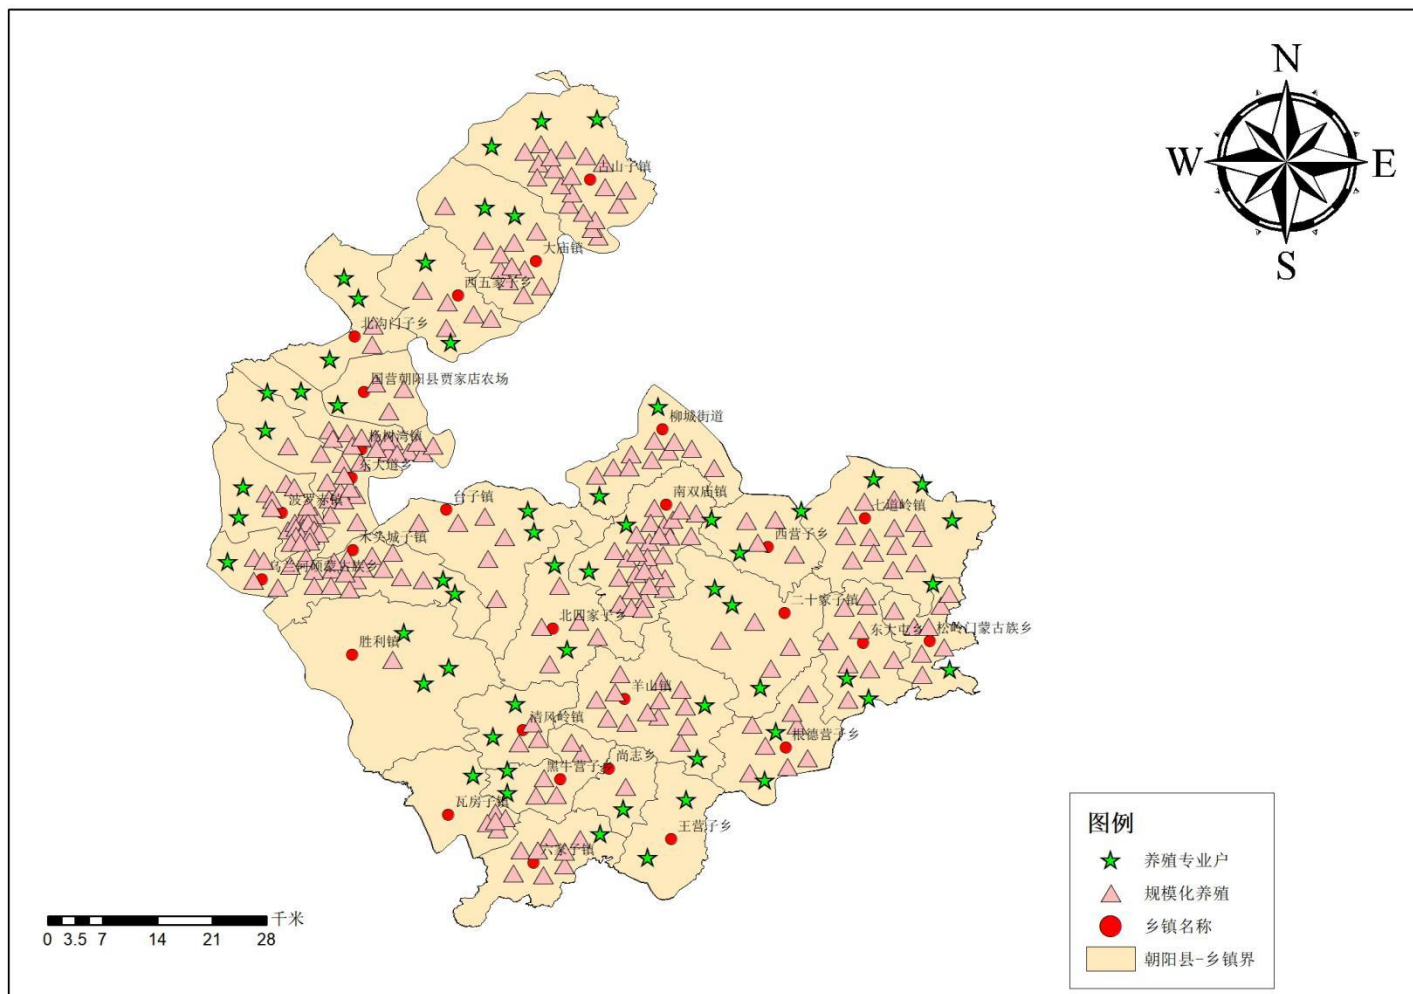 N
W
E
S
古山子镇
大庙镇
西五家子乡
北沟门子乡
国营朝阳县贾家店农场
柳城街道
杨树湾镇
东大道乡
台子镇
南双庙镇
七道岭镇
波罗赤镇
木头城子镇
西营子乡
乌兰河硕蒙古族乡
二十家子镇
北四家子乡
东大屯乡
松岭门蒙古族乡
胜利镇
羊山镇
清风岭镇
根德营子乡
尚志乡
黑牛营子乡
瓦房子镇
王营子乡
六家子镇
图例
养殖专业户
规模化养殖
乡镇名称
朝阳县-乡镇界
千米
0 3.5 7 14 21 28